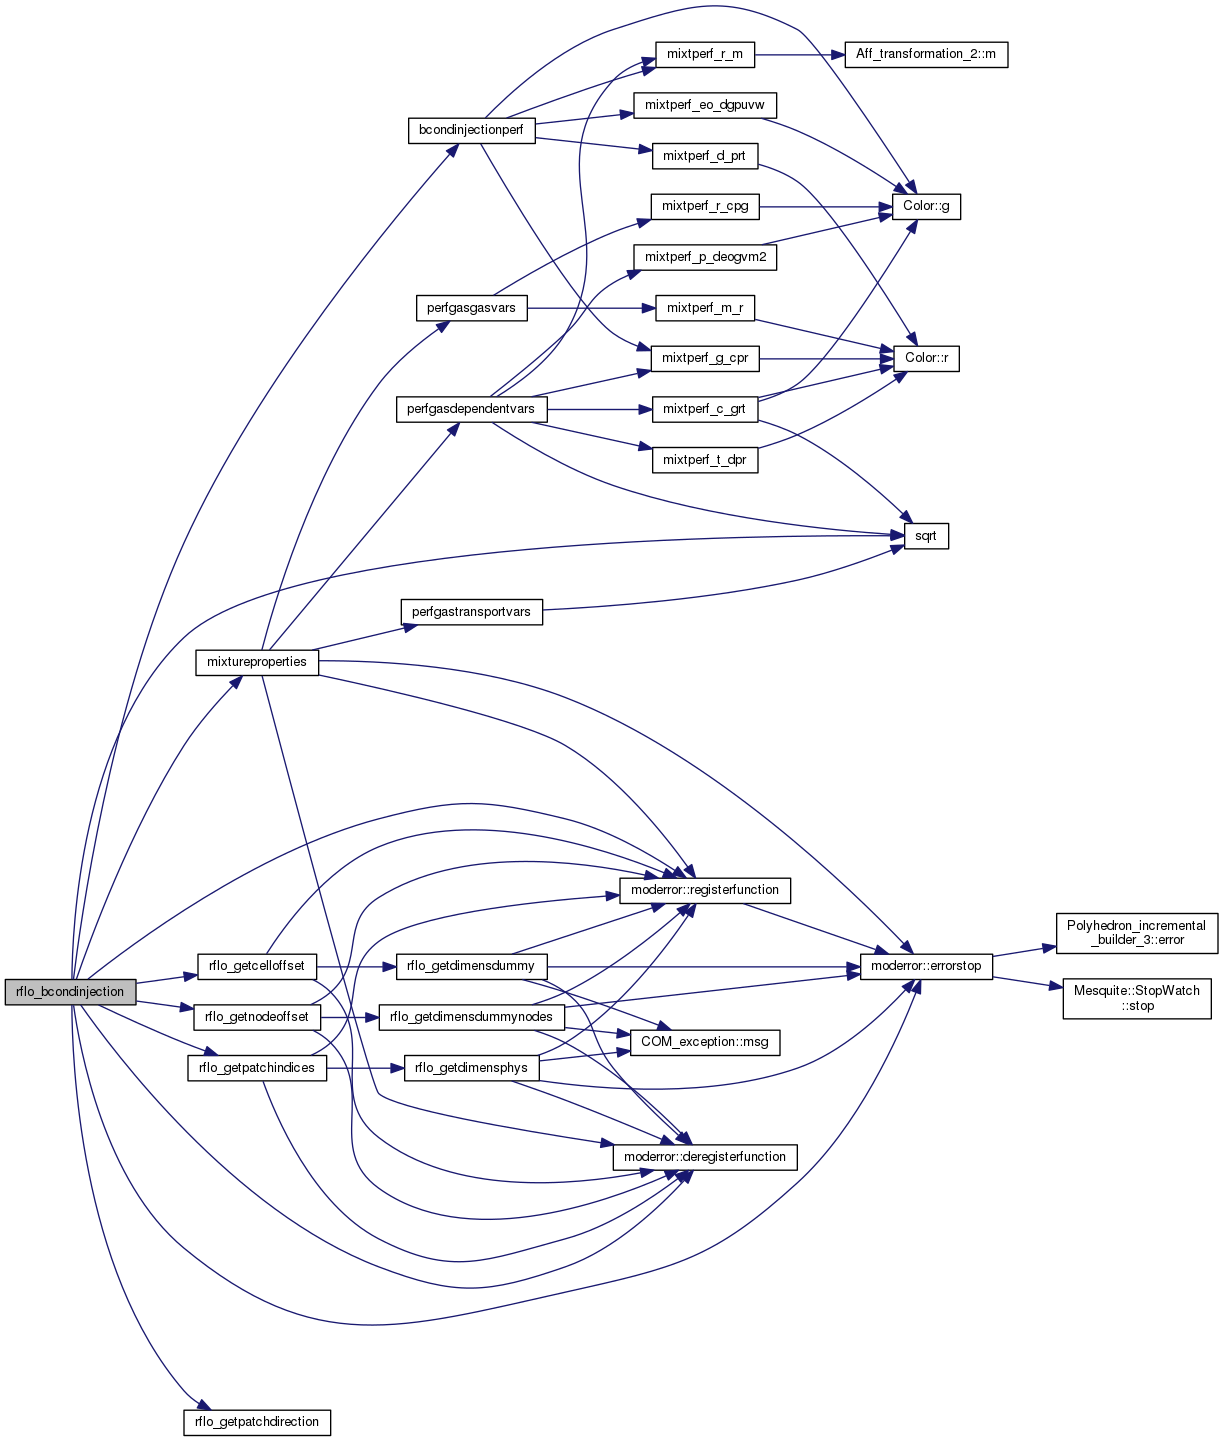 mixtperf_r_m
Aff_transformation_2::m
mixtperf_eo_dgpuvw
bcondinjectionperf
mixtperf_d_prt
mixtperf_r_cpg
Color::g
mixtperf_p_deogvm2
perfgasgasvars
mixtperf_m_r
mixtperf_g_cpr
Color::r
perfgasdependentvars
mixtperf_c_grt
mixtperf_t_dpr
sqrt
perfgastransportvars
mixtureproperties
moderror::registerfunction
Polyhedron_incremental
_builder_3::error
rflo_getcelloffset
rflo_getdimensdummy
moderror::errorstop
rflo_bcondinjection
Mesquite::StopWatch
::stop
rflo_getnodeoffset
rflo_getdimensdummynodes
COM_exception::msg
rflo_getpatchindices
rflo_getdimensphys
moderror::deregisterfunction
rflo_getpatchdirection